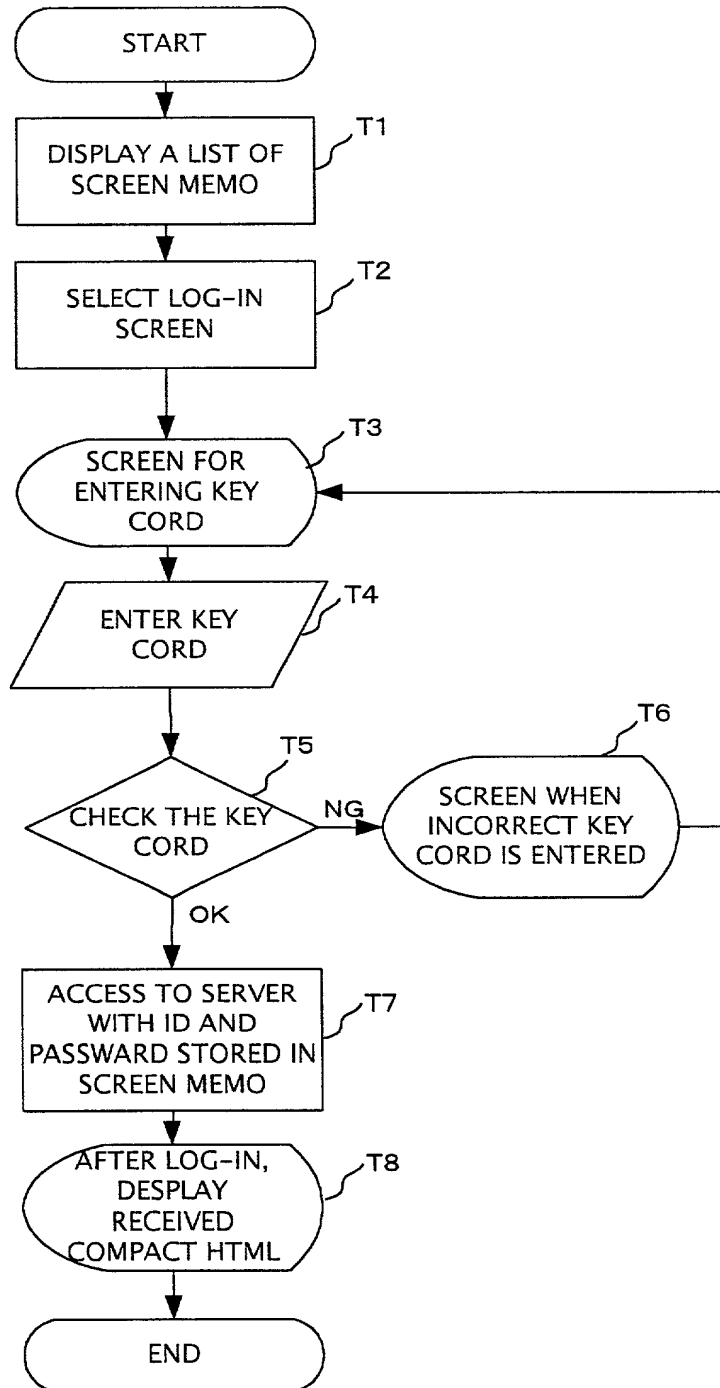 START
T1
DISPLAY A LIST OF
SCREEN MEMO
T2
SELECT LOG-IN
SCREEN
T3
SCREEN FOR
ENTERING KEY
CORD
T4
ENTER KEY
CORD
T5
CHECK THE KEY
CORD
NG
T6
SCREEN WHEN
INCORRECT KEY
CORD IS ENTERED
OK
T7
ACCESS TO SERVER
WITH ID AND
PASSWARD STORED IN
SCREEN MEMO
T8
AFTER LOG-IN,
DESPLAY
RECEIVED
COMPACT HTML
END